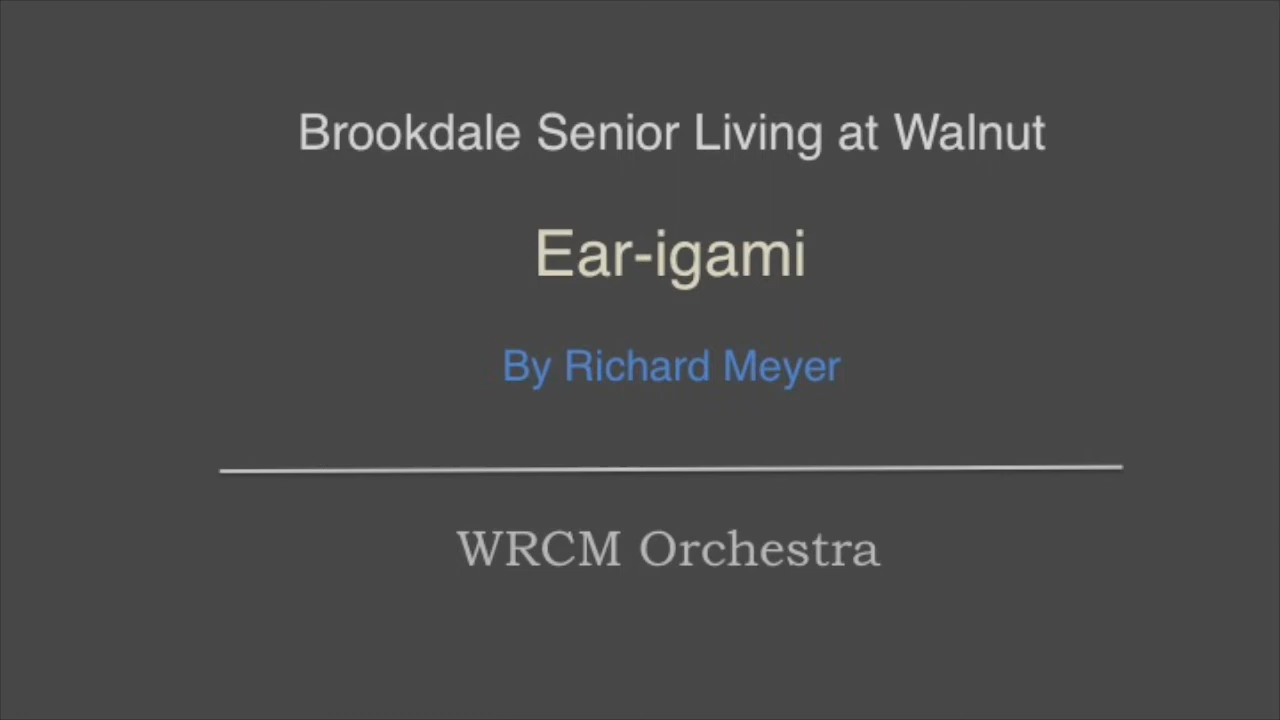 Brookdale Senior Living at Walnut
Ear-igami
By Richard Meyer
WRCM Orchestra